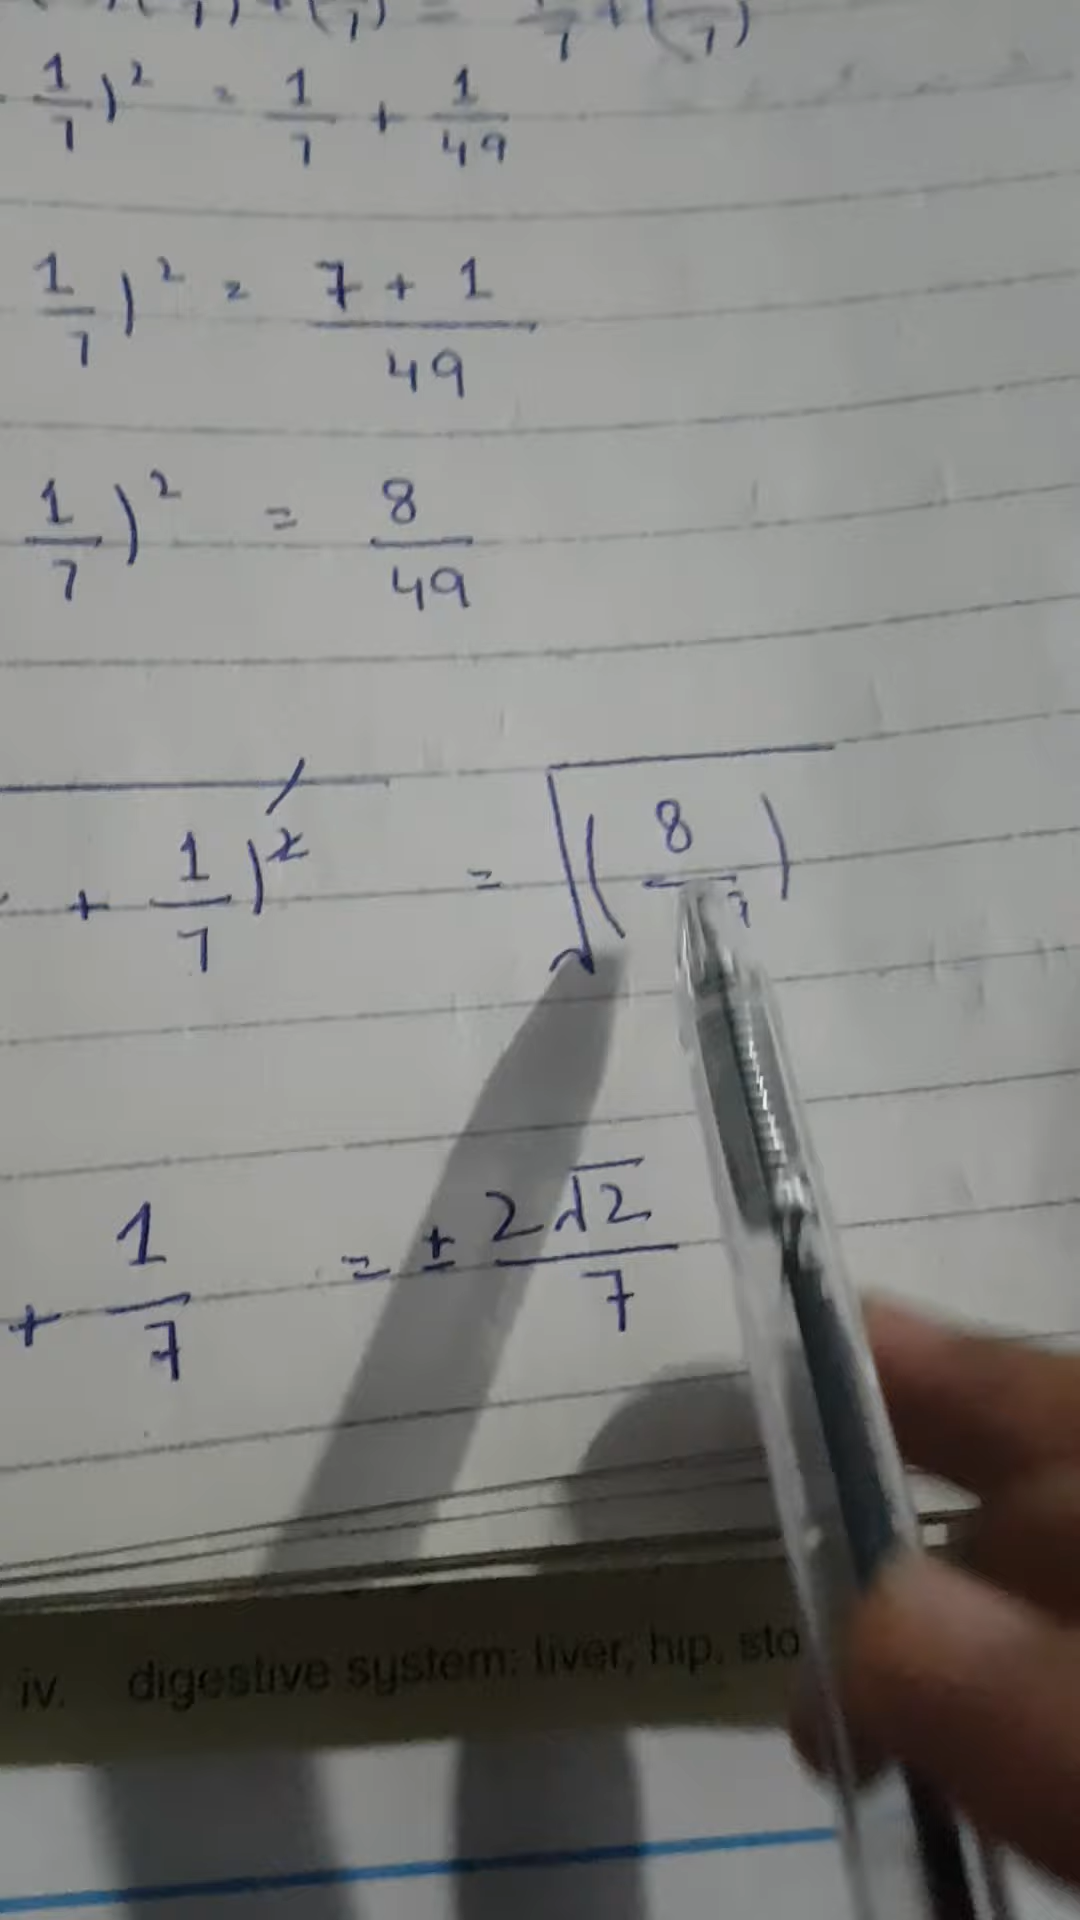 1/7)² = 1/7 + 1/49
1/7)² = 7 + 1/49
1/7)² = 8/49
+ 1/7)² = √(8/
+ 1/7 = ± 2√2/7
iv. digestive system: liver, hip, sto